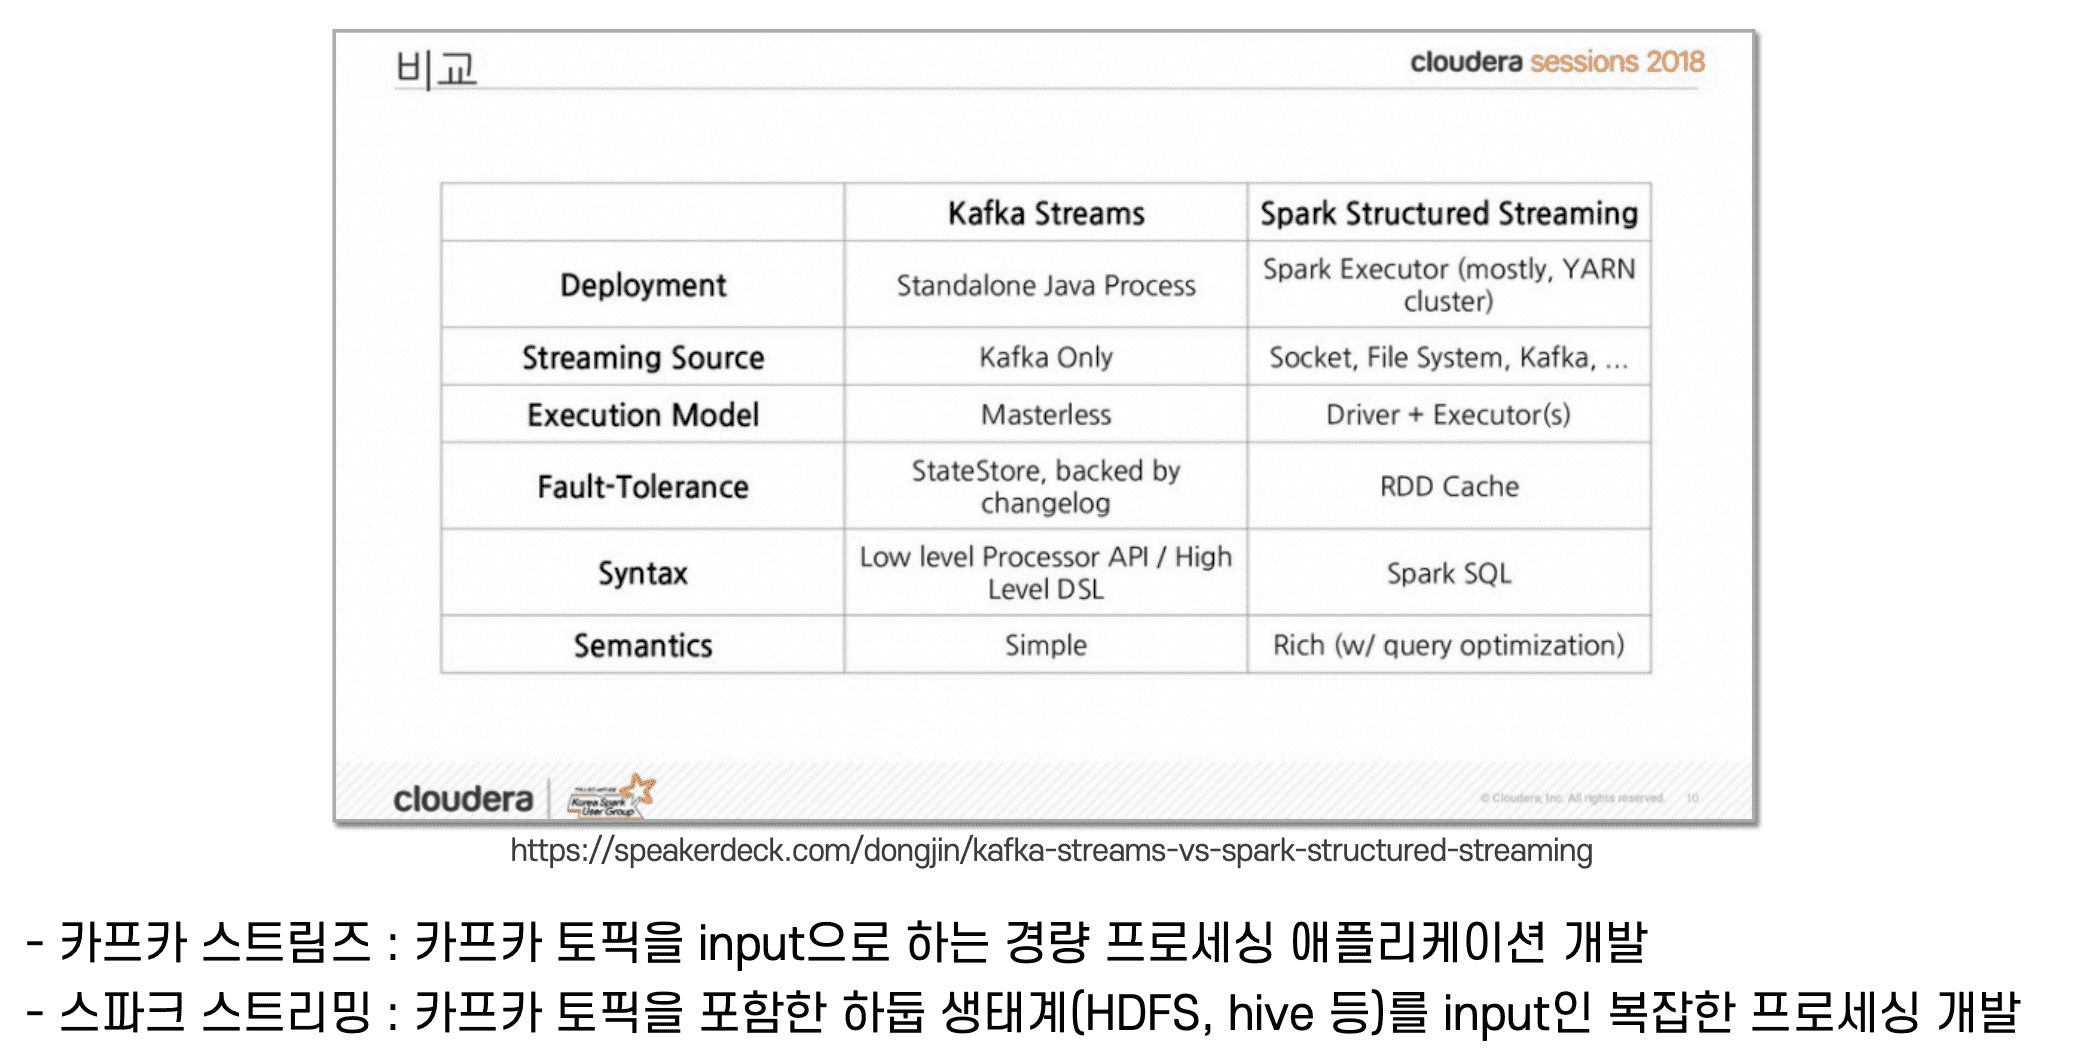 비교
cloudera sessions 2018
Kafka Streams
Spark Structured Streaming
Deployment
Standalone Java Process
Spark Executor (mostly, YARN
cluster)
Streaming Source
Kafka Only
Socket, File System, Kafka, ...
Execution Model
Masterless
Driver + Executor(s)
Fault-Tolerance
StateStore, backed by
changelog
RDD Cache
Syntax
Low level Processor API / High
Level DSL
Spark SQL
Semantics
Simple
Rich (w/ query optimization)
cloudera
Korea Spark
User Group
© Cloudera, Inc. All rights reserved.
10
https://speakerdeck.com/dongjin/kafka-streams-vs-spark-structured-streaming
- 카프카 스트림즈 : 카프카 토픽을 input으로 하는 경량 프로세싱 애플리케이션 개발
- 스파크 스트리밍 : 카프카 토픽을 포함한 하둡 생태계(HDFS, hive 등)를 input인 복잡한 프로세싱 개발